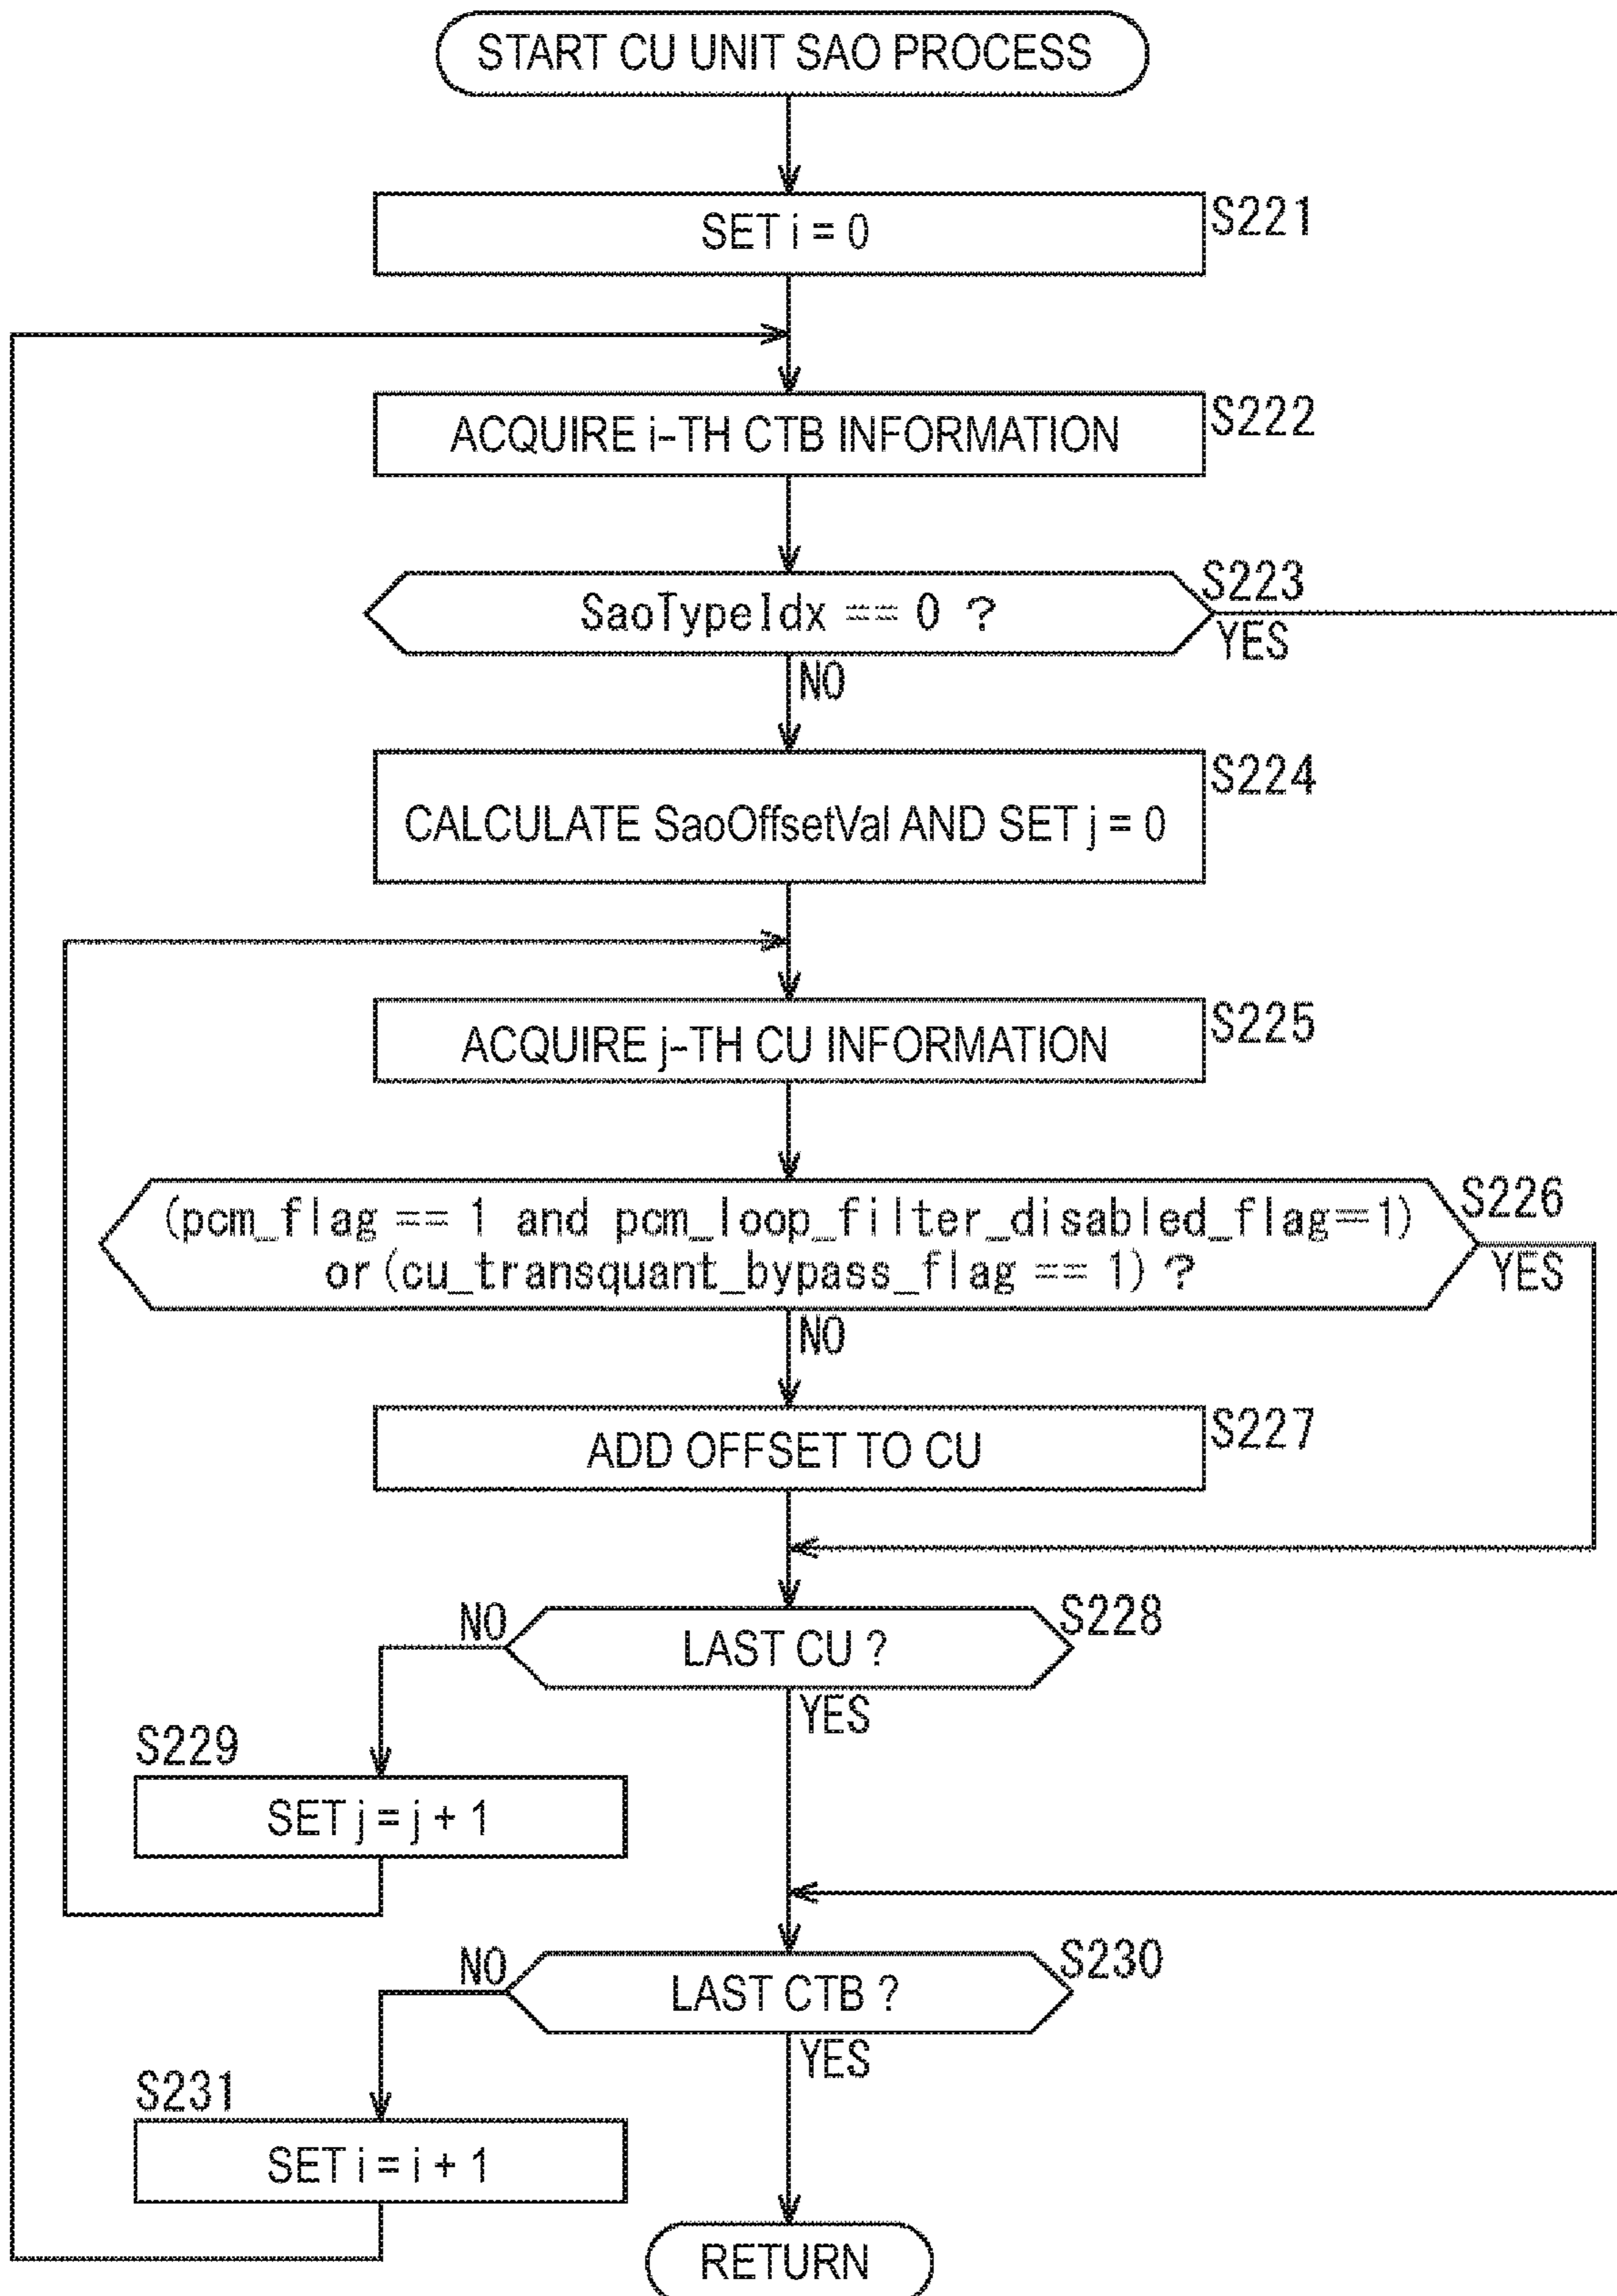 START CU UNIT SAO PROCESS
S221
SET i = 0
S222
ACQUIRE i-TH CTB INFORMATION
S223
SaoTypeIdx == 0 ?
YES
NO
S224
CALCULATE SaoOffsetVal AND SET j = 0
S225
ACQUIRE j-TH CU INFORMATION
S226
(pcm_flag == 1 and pcm_loop_filter_disabled_flag==1)
or (cu_transquant_bypass_flag == 1) ?
YES
NO
S227
ADD OFFSET TO CU
S228
NO
LAST CU ?
YES
S229
SET j = j + 1
S230
NO
LAST CTB ?
YES
S231
SET i = i + 1
RETURN